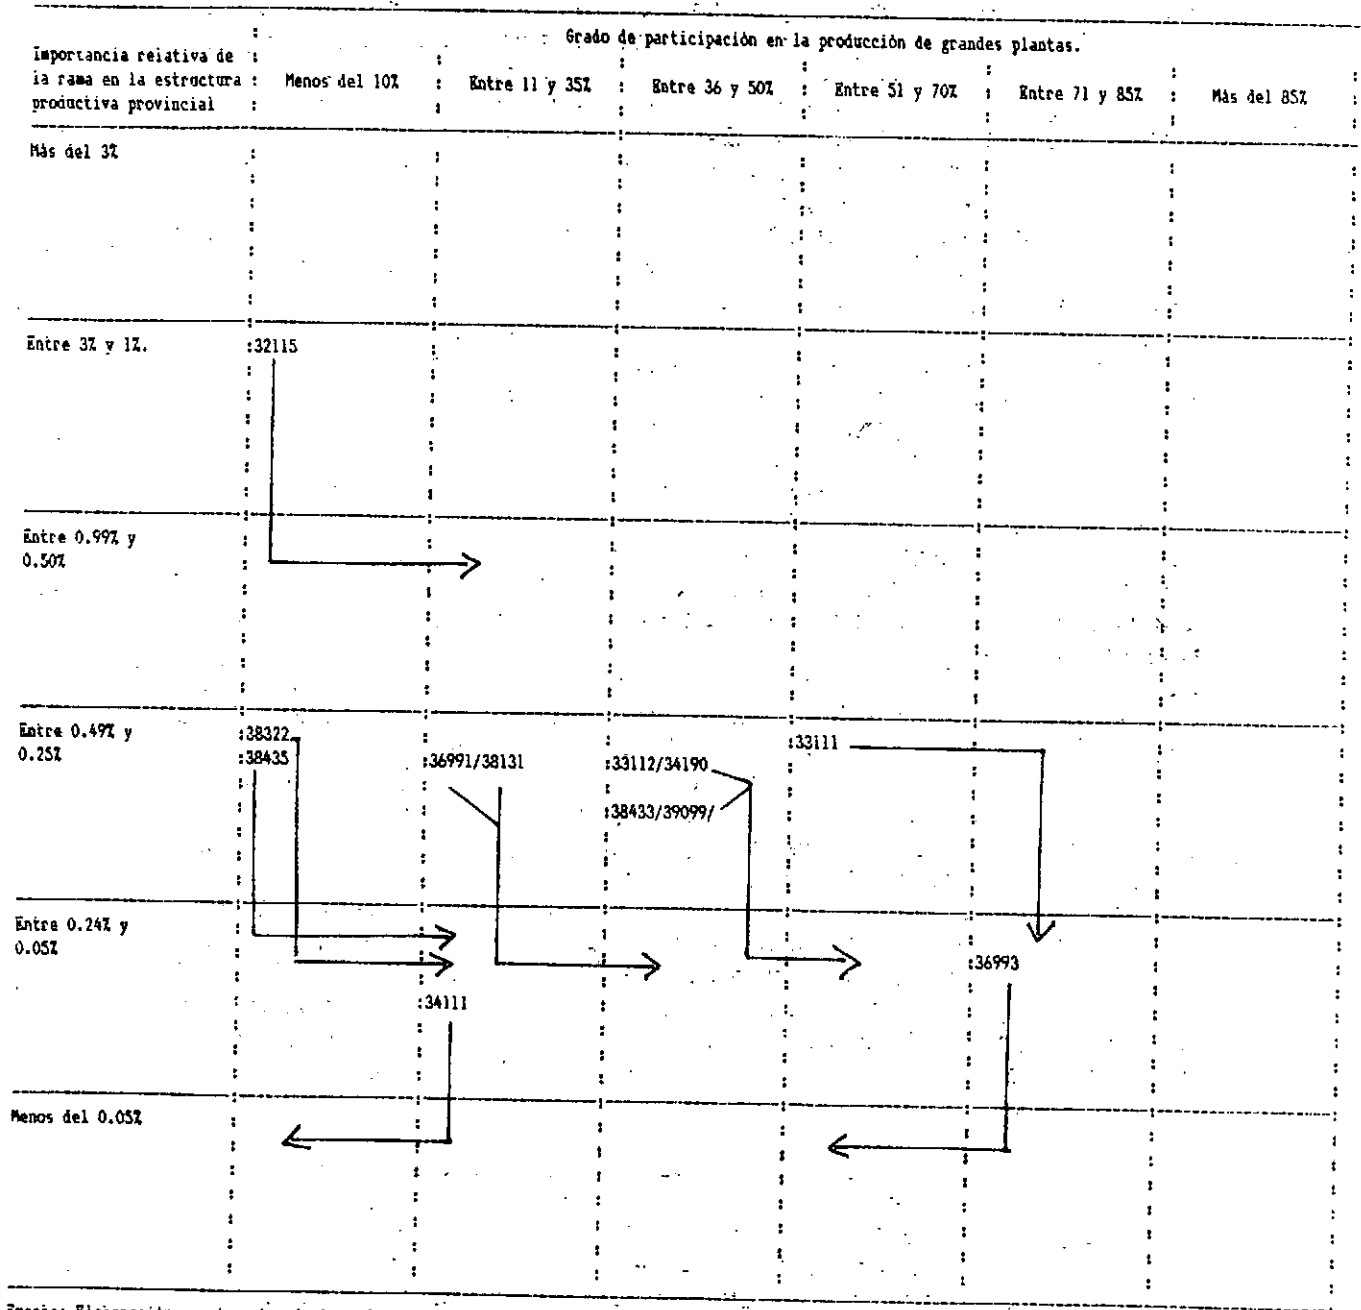 Grado de participación en la producción de grandes plantas.
Importancia relativa de
la rama en la estructura : Menos del 10% : Entre 11 y 35% : Entre 36 y 50% : Entre 51 y 70% : Entre 71 y 85% : Más del 85% :
productiva provincial
Más del 3%
Entre 3% y 1%. :32115
Entre 0.99% y
0.50%
Entre 0.49% y :38322 :33111
0.25% :38435 :36991/38131 :33112/34190
:38433/39099/
Entre 0.24% y
0.05% :36993
:34111
Menos del 0.05%